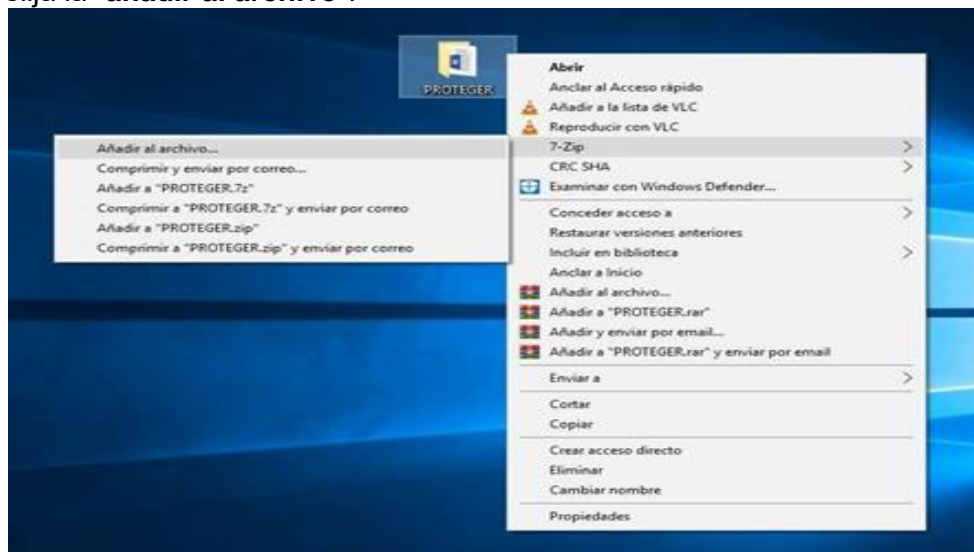 "añadir al archivo".
PROTEGER
Abrir
Anclar al Acceso rápido
Añadir a la lista de VLC
Reproducir con VLC
7-Zip
CRC SHA
Examinar con Windows Defender...
Conceder acceso a
Restaurar versiones anteriores
Incluir en biblioteca
Anclar a Inicio
Añadir al archivo...
Añadir a "PROTEGER.rar"
Añadir y enviar por email...
Añadir a "PROTEGER.rar" y enviar por email
Enviar a
Cortar
Copiar
Crear acceso directo
Eliminar
Cambiar nombre
Propiedades
Añadir al archivo...
Comprimir y enviar por correo...
Añadir a "PROTEGER.7z"
Comprimir a "PROTEGER.7z" y enviar por correo
Añadir a "PROTEGER.zip"
Comprimir a "PROTEGER.zip" y enviar por correo